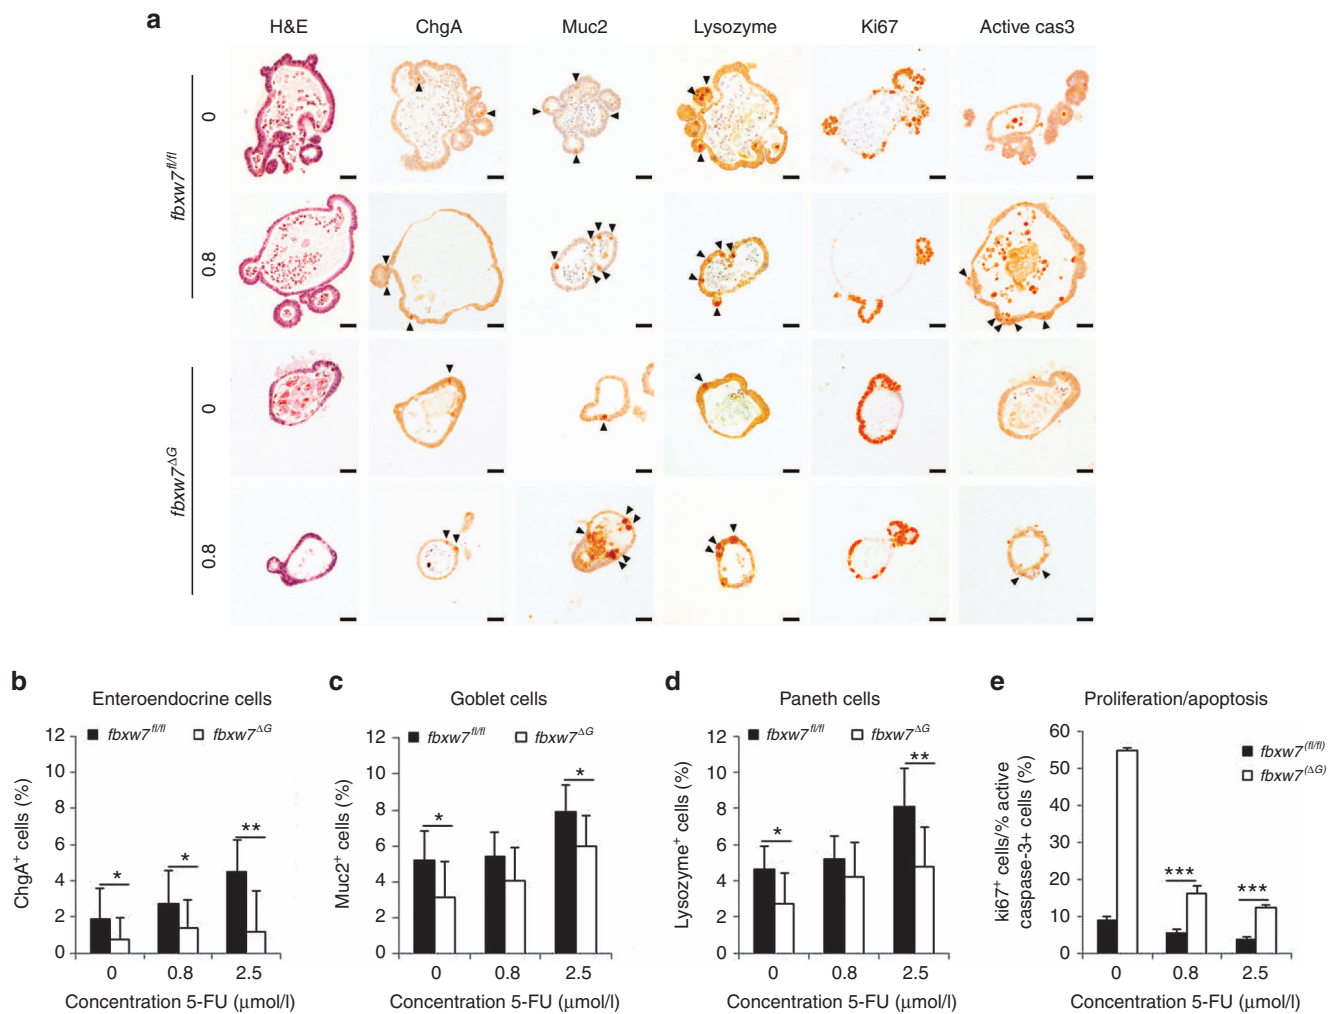 a
H&E ChgA Muc2 Lysozyme Ki67 Active cas3
fbxw7fl/fl
0
0.8
fbxw7ΔG
0
0.8
b Enteroendocrine cells
fbxw7fl/fl fbxw7ΔG
ChgA+ cells (%)
12
10
8
6
4
2
0
* * **
0 0.8 2.5
Concentration 5-FU (μmol/l)
c Goblet cells
fbxw7fl/fl fbxw7ΔG
Muc2+ cells (%)
12
10
8
6
4
2
0
* *
0 0.8 2.5
Concentration 5-FU (μmol/l)
d Paneth cells
fbxw7fl/fl fbxw7ΔG
Lysozyme+ cells (%)
12
10
8
6
4
2
0
* **
0 0.8 2.5
Concentration 5-FU (μmol/l)
e Proliferation/apoptosis
fbxw7(fl/fl)
fbxw7(ΔG)
ki67+ cells/% active
caspase-3+ cells (%)
60
50
40
30
20
10
0
*** ***
0 0.8 2.5
Concentration 5-FU (μmol/l)